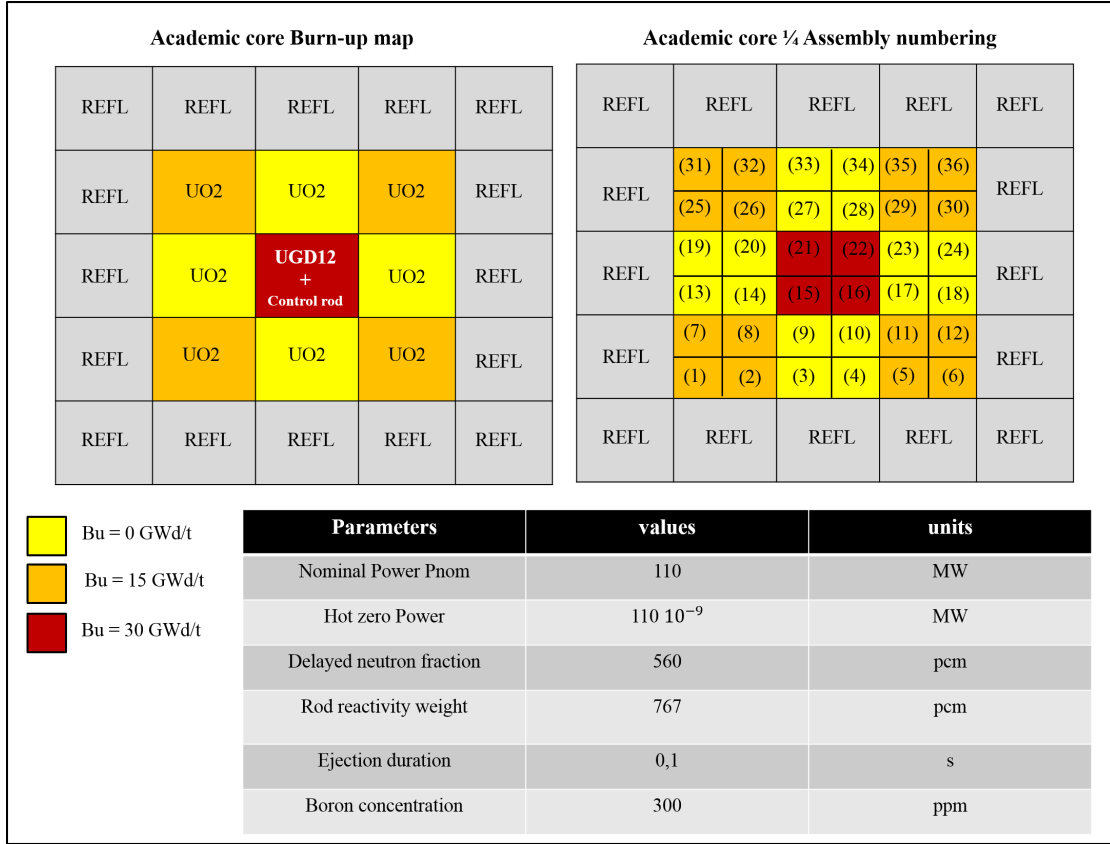 Academic core Burn-up map
REFL REFL REFL REFL REFL
REFL UO2 UO2 UO2 REFL
REFL UO2 UGD12 + Control rod UO2 REFL
REFL UO2 UO2 UO2 REFL
REFL REFL REFL REFL REFL
Academic core ¼ Assembly numbering
REFL REFL REFL REFL REFL
(31) (32) (33) (34) (35) (36)
REFL REFL
(25) (26) (27) (28) (29) (30)
(19) (20) (21) (22) (23) (24)
REFL REFL
(13) (14) (15) (16) (17) (18)
(7) (8) (9) (10) (11) (12)
REFL REFL
(1) (2) (3) (4) (5) (6)
REFL REFL REFL REFL REFL
Bu = 0 GWd/t
Bu = 15 GWd/t
Bu = 30 GWd/t
Parameters values units
Nominal Power Pnom 110 MW
Hot zero Power 110 10⁻⁹ MW
Delayed neutron fraction 560 pcm
Rod reactivity weight 767 pcm
Ejection duration 0,1 s
Boron concentration 300 ppm